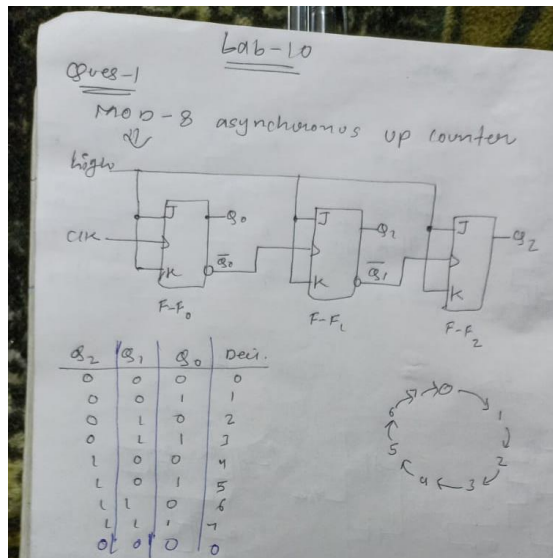 Lab-10
Ques-1
MOD-8 asynchronus up counter
high
J Q0 J Q1 J Q2
CLK
K Q̅0 K Q̅1 K
F-F0 F-F1 F-F2
Q2 Q1 Q0 Deci.
0 0 0 0
0 0 1 1
0 1 0 2
0 1 1 3
1 0 0 4
1 0 1 5
1 1 0 6
1 1 1 7
0 0 0 0
7 0 1 2 3 4 5 6